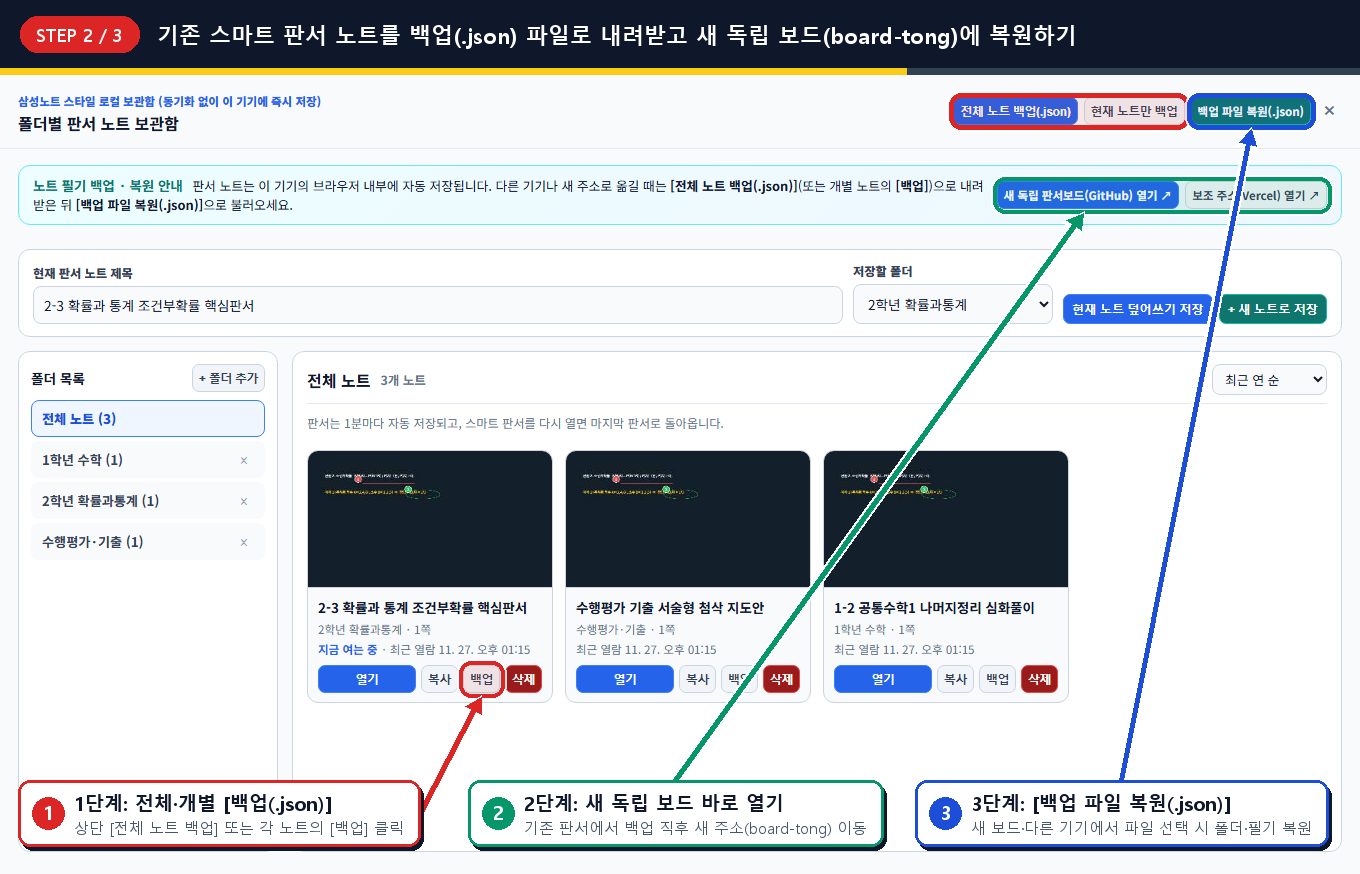 STEP 2 / 3
기존 스마트 판서 노트를 백업(.json) 파일로 내려받고 새 독립 보드(board-tong)에 복원하기
삼성노트 스타일 로컬 보관함 (동기화 없이 이 기기에 즉시 저장)
폴더별 판서 노트 보관함
전체 노트 백업(.json)
현재 노트만 백업
백업 파일 복원(.json)
×
노트 필기 백업 · 복원 안내 판서 노트는 이 기기의 브라우저 내부에 자동 저장됩니다. 다른 기기나 새 주소로 옮길 때는 [전체 노트 백업(.json)](또는 개별 노트의 [백업])으로 내려
받은 뒤 [백업 파일 복원(.json)]으로 불러오세요.
새 독립 판서보드(GitHub) 열기 ↗
보조 주소(Vercel) 열기 ↗
현재 판서 노트 제목
2-3 확률과 통계 조건부확률 핵심판서
저장할 폴더
2학년 확률과통계
현재 노트 덮어쓰기 저장
+ 새 노트로 저장
폴더 목록
+ 폴더 추가
전체 노트 (3)
1학년 수학 (1) ×
2학년 확률과통계 (1) ×
수행평가·기출 (1) ×
전체 노트 3개 노트
최근 연 순
판서는 1분마다 자동 저장되고, 스마트 판서를 다시 열면 마지막 판서로 돌아옵니다.
2-3 확률과 통계 조건부확률 핵심판서
2학년 확률과통계 · 1쪽
지금 여는 중 · 최근 열람 11. 27. 오후 01:15
열기 복사 백업 삭제
수행평가 기출 서술형 첨삭 지도안
수행평가·기출 · 1쪽
최근 열람 11. 27. 오후 01:15
열기 복사 백업 삭제
1-2 공통수학1 나머지정리 심화풀이
1학년 수학 · 1쪽
최근 열람 11. 27. 오후 01:15
열기 복사 백업 삭제
1
1단계: 전체·개별 [백업(.json)]
상단 [전체 노트 백업] 또는 각 노트의 [백업] 클릭
2
2단계: 새 독립 보드 바로 열기
기존 판서에서 백업 직후 새 주소(board-tong) 이동
3
3단계: [백업 파일 복원(.json)]
새 보드·다른 기기에서 파일 선택 시 폴더·필기 복원